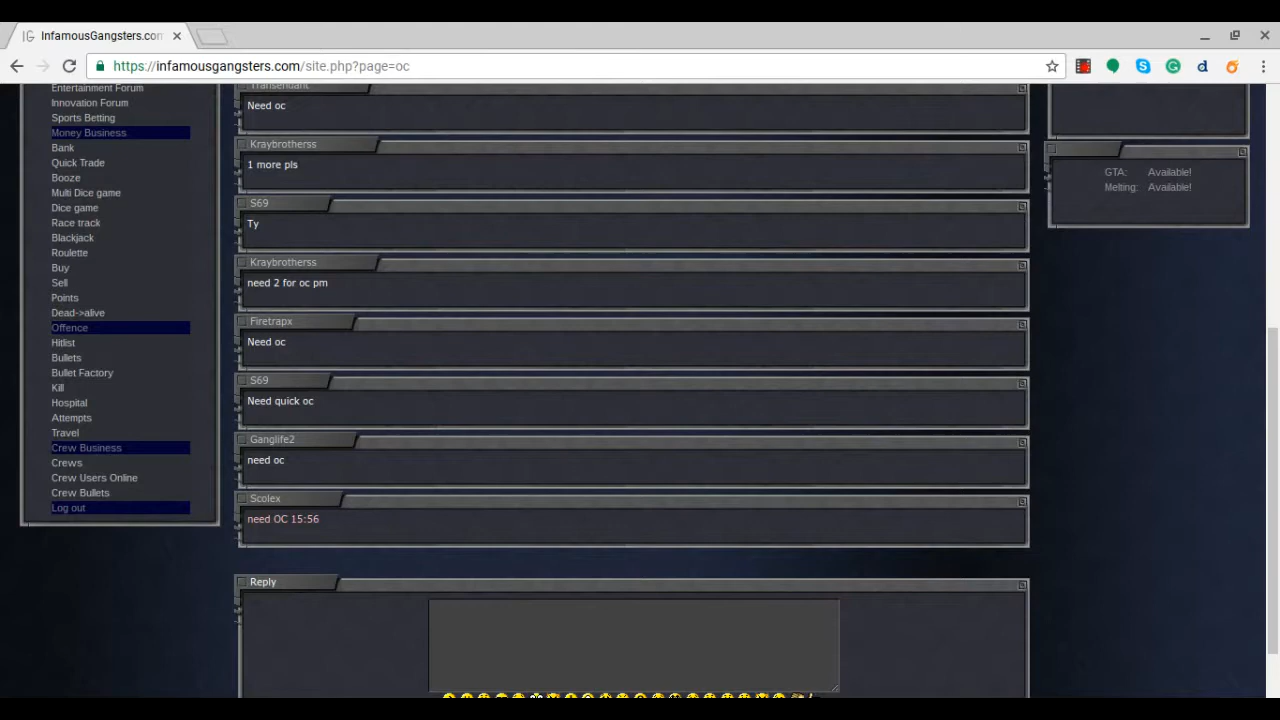 InfamousGangsters.com
https://infamousgangsters.com/site.php?page=oc
Entertainment Forum
Innovation Forum
Sports Betting
Money Business
Bank
Quick Trade
Booze
Multi Dice game
Dice game
Race track
Blackjack
Roulette
Buy
Sell
Points
Dead->alive
Offence
Hitlist
Bullets
Bullet Factory
Kill
Hospital
Attempts
Travel
Crew Business
Crews
Crew Users Online
Crew Bullets
Log out
Transendant
Need oc
Kraybrotherss
1 more pls
S69
Ty
Kraybrotherss
need 2 for oc pm
Firetrapx
Need oc
S69
Need quick oc
Ganglife2
need oc
Scolex
need OC 15:56
Reply
GTA: Available!
Melting: Available!